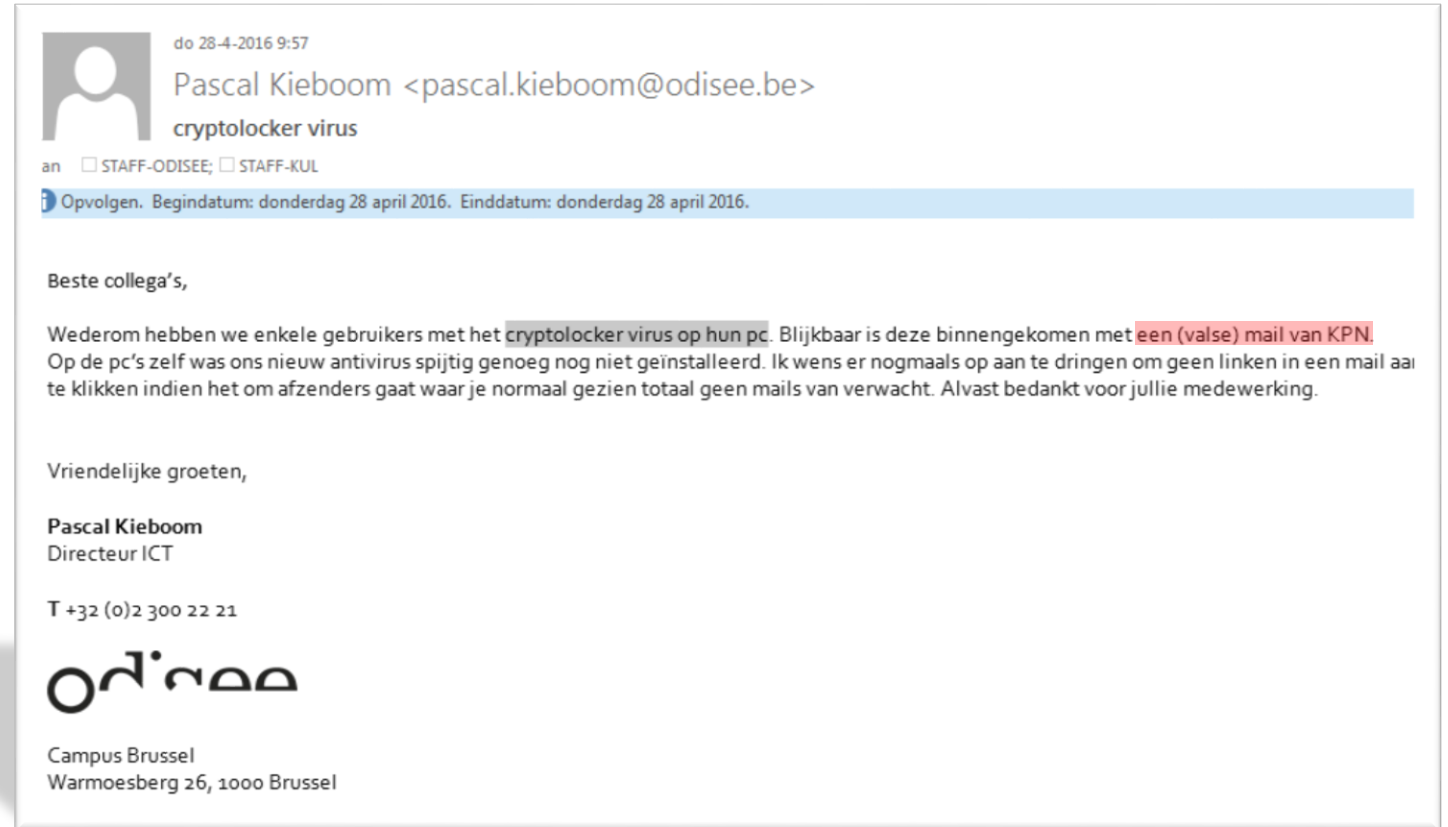 do 28-4-2016 9:57
Pascal Kieboom <pascal.kieboom@odisee.be>
cryptolocker virus
an STAFF-ODISEE; STAFF-KUL
Opvolgen. Begindatum: donderdag 28 april 2016. Einddatum: donderdag 28 april 2016.
Beste collega’s,
Wederom hebben we enkele gebruikers met het cryptolocker virus op hun pc. Blijkbaar is deze binnengekomen met een (valse) mail van KPN.
Op de pc’s zelf was ons nieuw antivirus spijtig genoeg nog niet geïnstalleerd. Ik wens er nogmaals op aan te dringen om geen linken in een mail
te klikken indien het om afzenders gaat waar je normaal gezien totaal geen mails van verwacht. Alvast bedankt voor jullie medewerking.
Vriendelijke groeten,
Pascal Kieboom
Directeur ICT
T +32 (0)2 300 22 21
odisee
Campus Brussel
Warmoesberg 26, 1000 Brussel